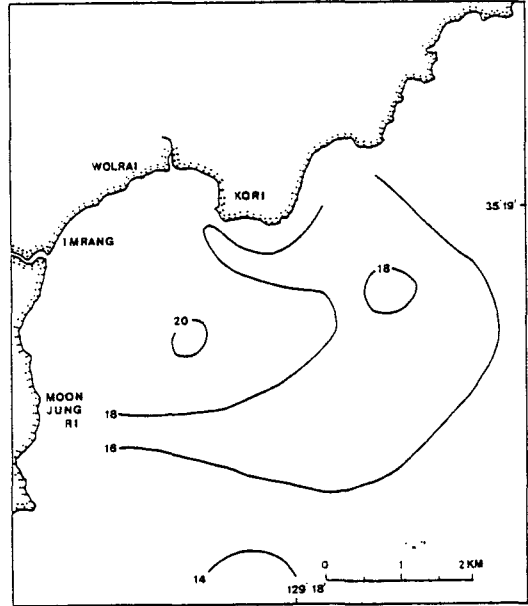 WOLRAI
KORI
35° 19'
IMRANG
18
20
MOON
JUNG
RI
18
16
0 1 2 KM
14
129° 18'